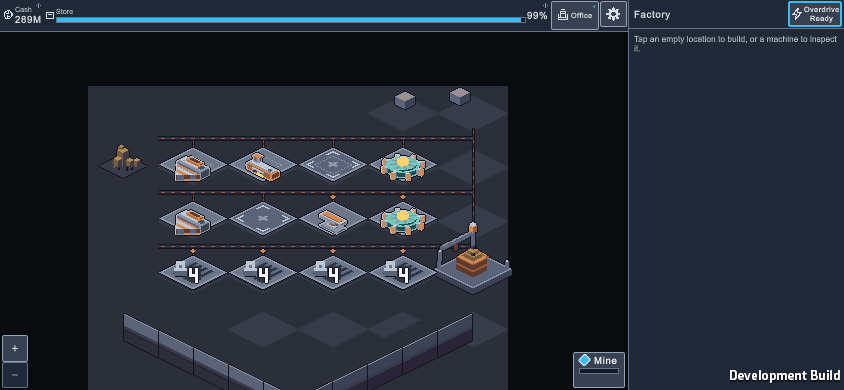 Cash
289M
Store
99%
Office
Factory
Overdrive
Ready
Tap an empty location to build, or a machine to inspect
it.
4 4 4 4
+
−
Mine
Development Build